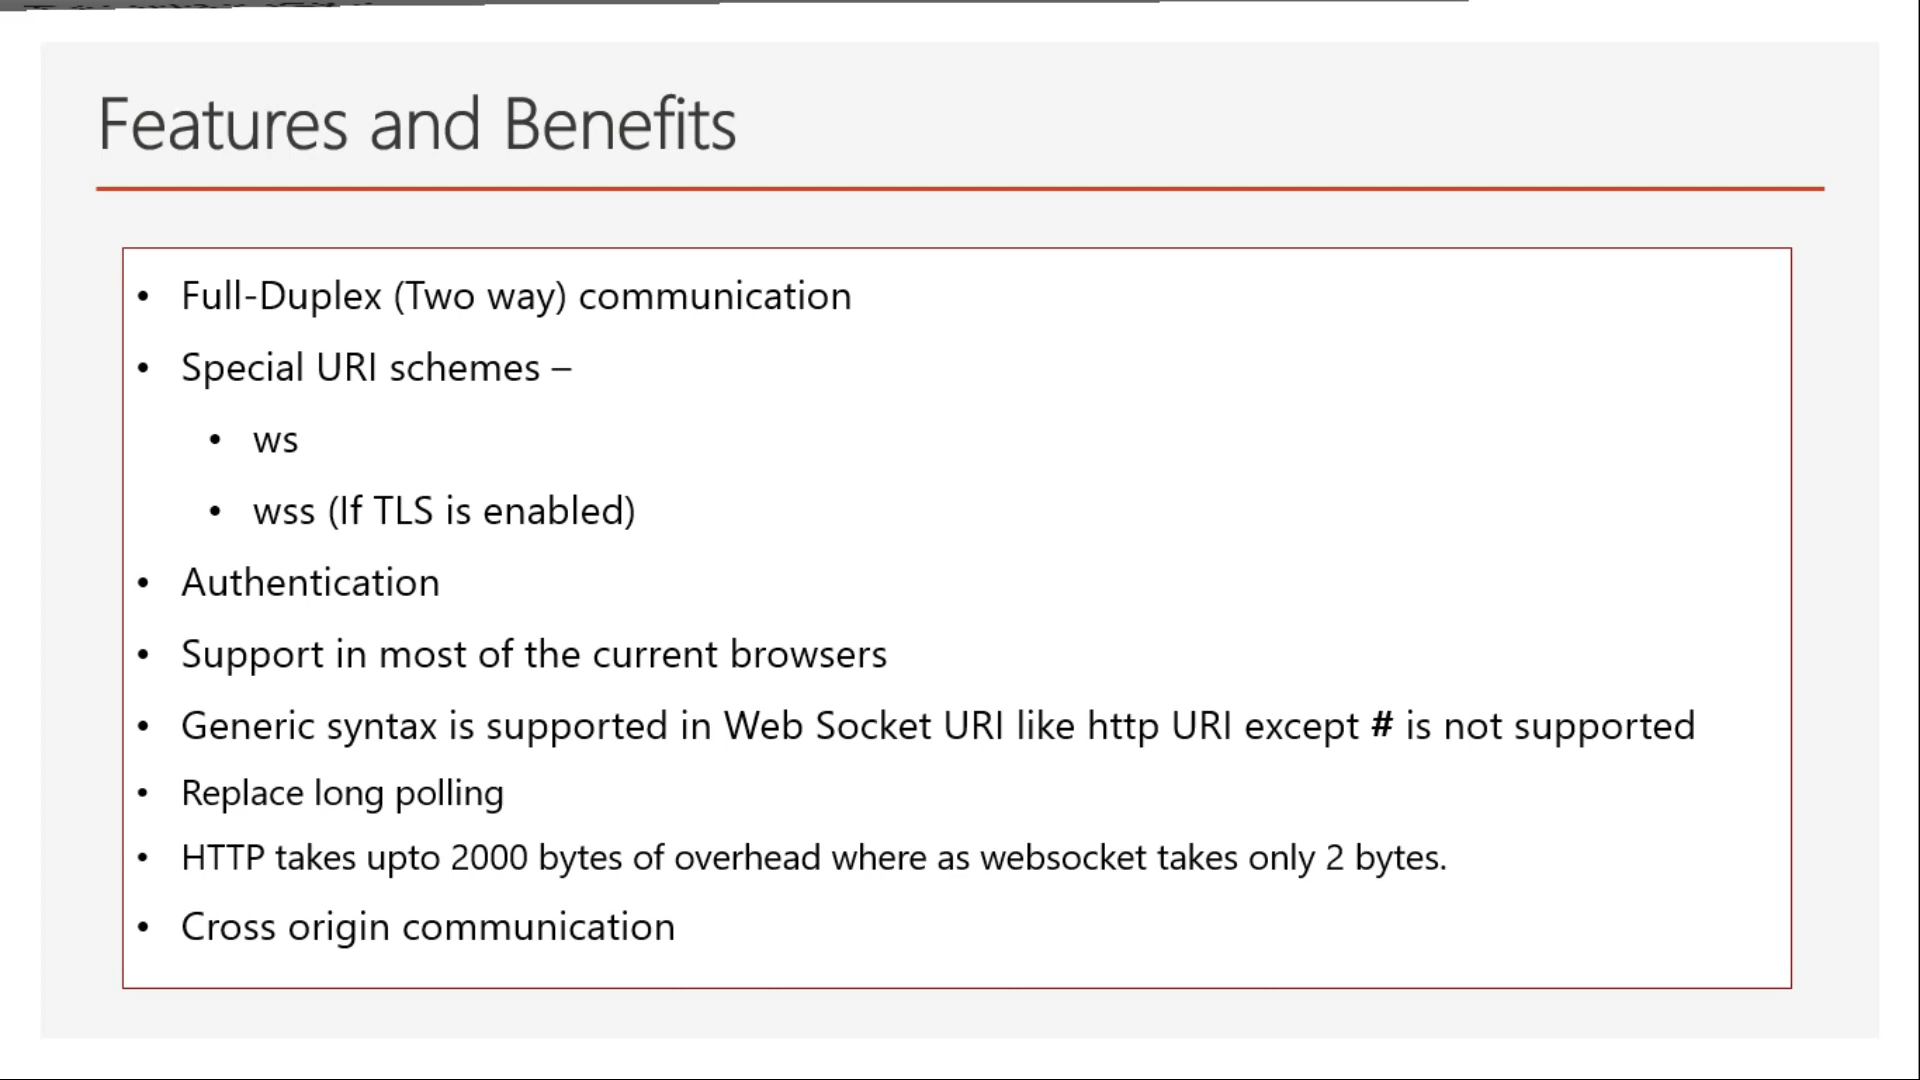 Features and Benefits
• Full-Duplex (Two way) communication
• Special URI schemes –
• ws
• wss (If TLS is enabled)
• Authentication
• Support in most of the current browsers
• Generic syntax is supported in Web Socket URI like http URI except # is not supported
• Replace long polling
• HTTP takes upto 2000 bytes of overhead where as websocket takes only 2 bytes.
• Cross origin communication